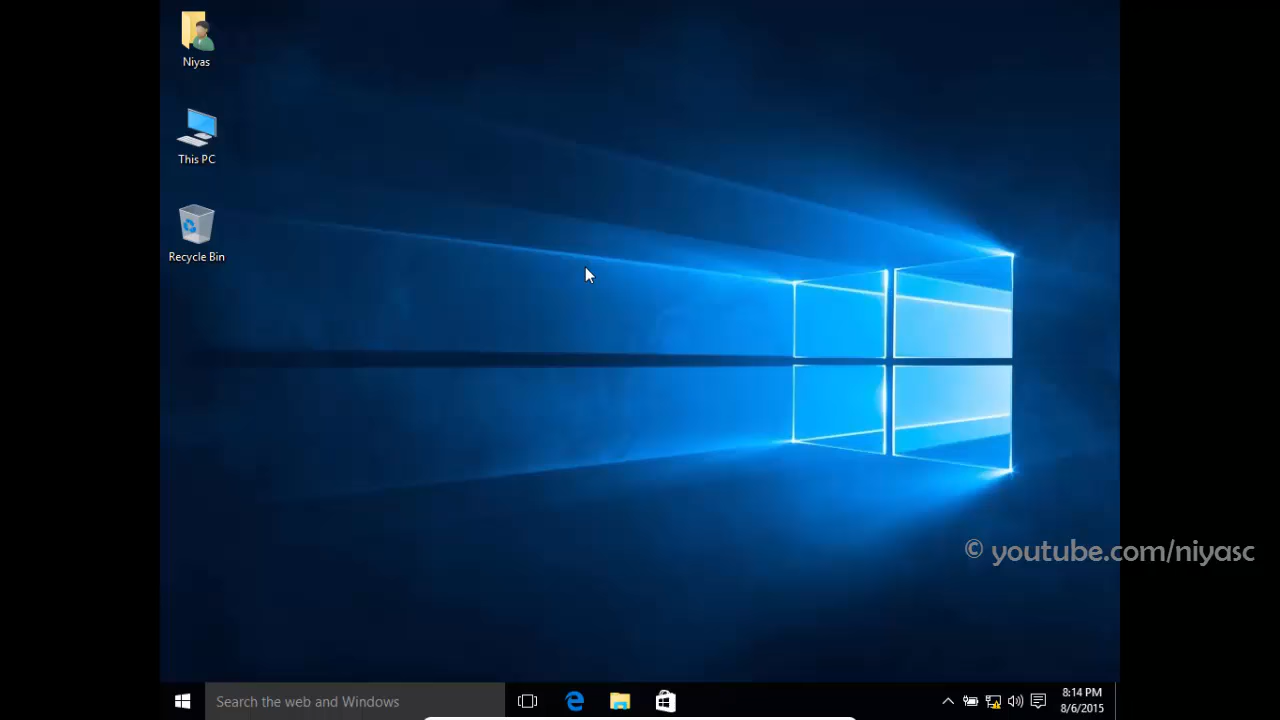 Niyas
This PC
Recycle Bin
© youtube.com/niyasc
Search the web and Windows
8:14 PM
8/6/2015